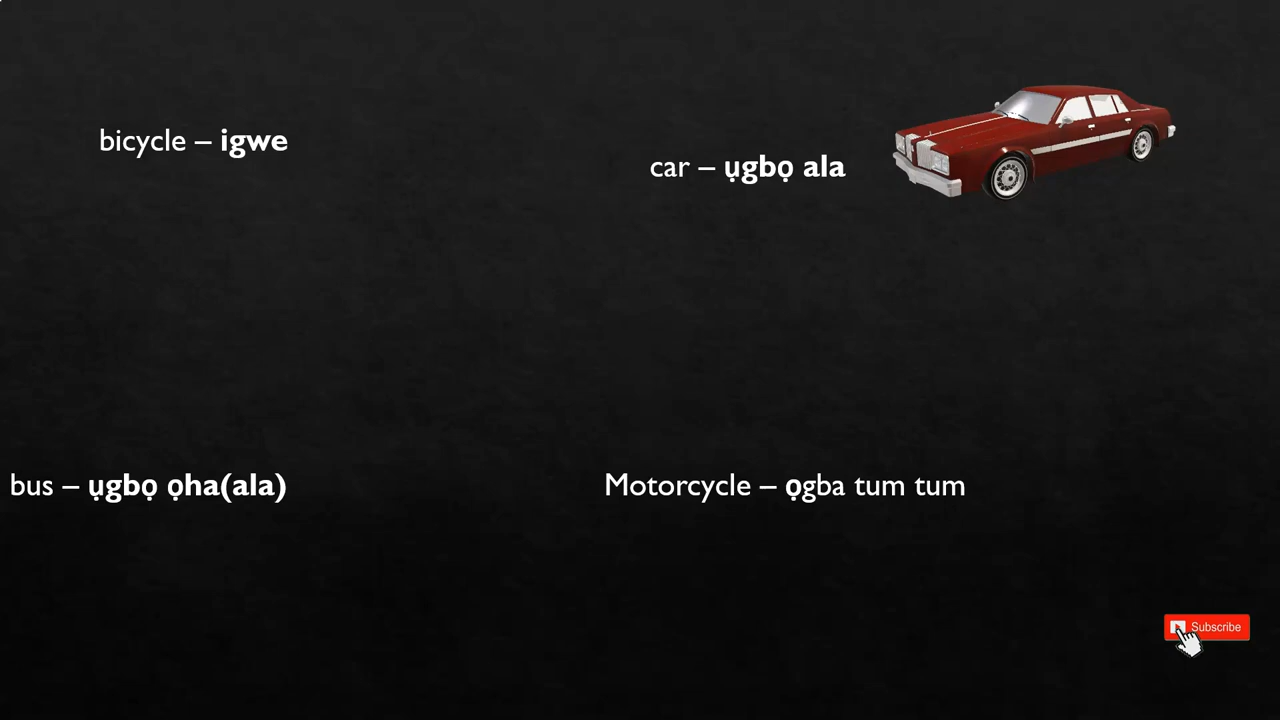 bicycle – igwe
car – ụgbọ ala
bus – ụgbọ ọha(ala)
Motorcycle – ọgba tum tum
Subscribe